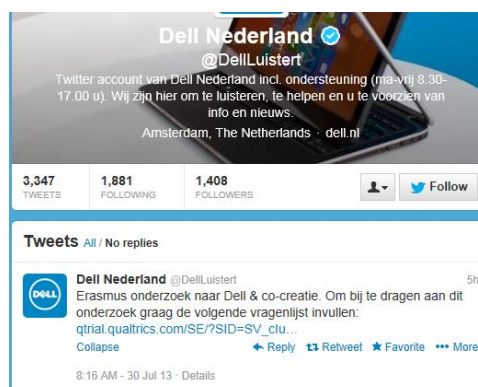 Dell Nederland
@DellLuistert
Twitter account van Dell Nederland incl. ondersteuning (ma-vrij 8.30-
17.00 u). Wij zijn hier om te luisteren, te helpen en u te voorzien van
info en nieuws.
Amsterdam, The Netherlands · dell.nl
3,347 1,881 1,408
TWEETS FOLLOWING FOLLOWERS
Follow
Tweets All / No replies
DELL
Dell Nederland @DellLuistert 5h
Erasmus onderzoek naar Dell & co-creatie. Om bij te dragen aan dit
onderzoek graag de volgende vragenlijst invullen:
qtrial.qualtrics.com/SE/?SID=SV_clu...
Collapse Reply Retweet Favorite More
8:16 AM - 30 Jul 13 · Details